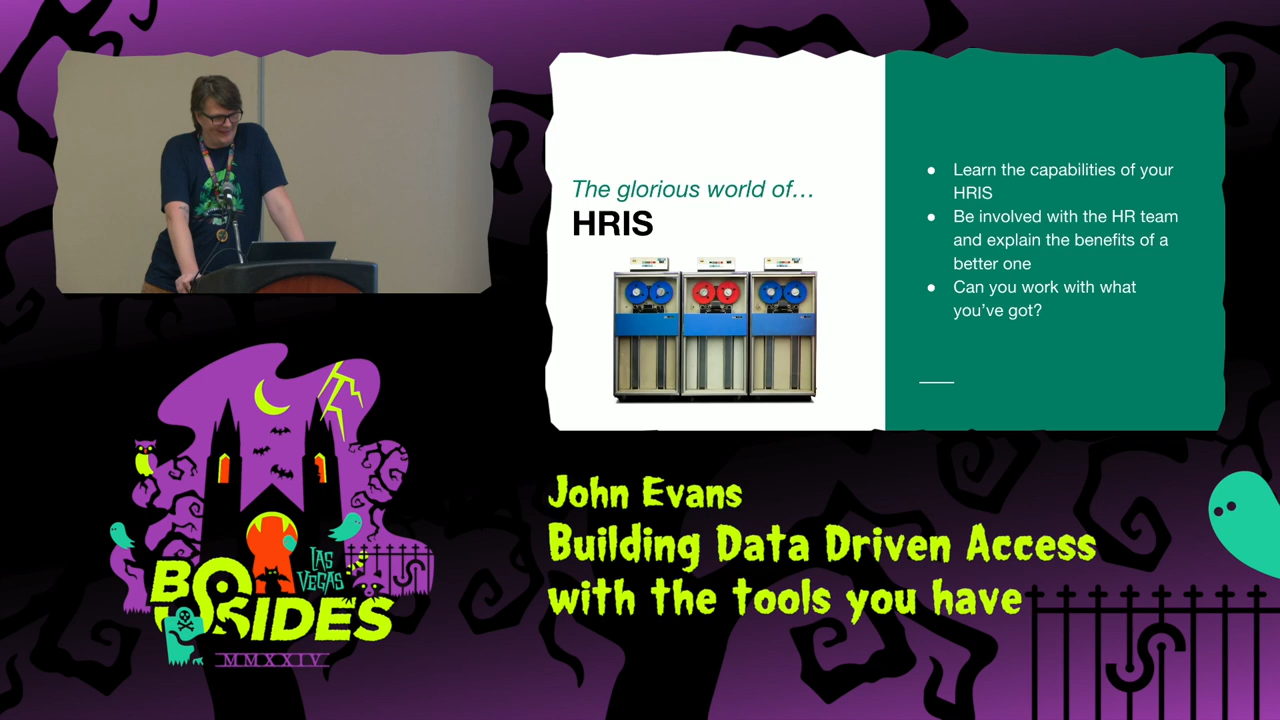 The glorious world of…
HRIS
● Learn the capabilities of your
HRIS
● Be involved with the HR team
and explain the benefits of a
better one
● Can you work with what
you’ve got?
LAS
VEGAS
BSIDES
MMXXIV
John Evans
Building Data Driven Access
with the tools you have